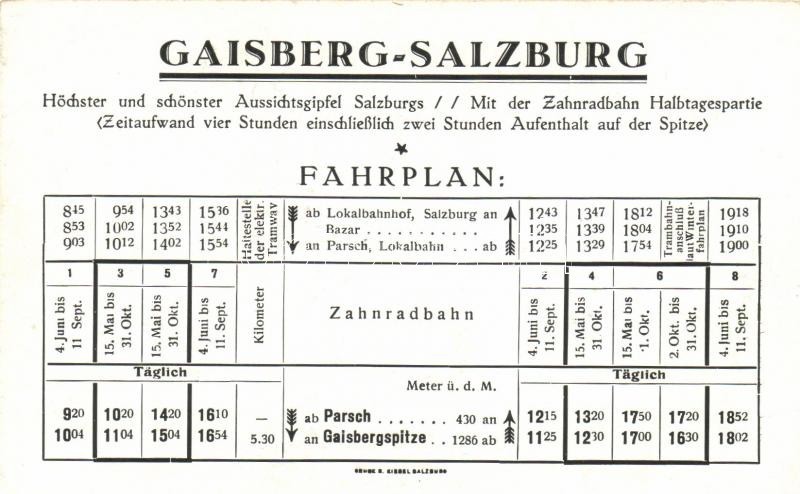 GAISBERG-SALZBURG
Höchster und schönster Aussichtsgipfel Salzburgs // Mit der Zahnradbahn Halbtagespartie
(Zeitaufwand vier Stunden einschließlich zwei Stunden Aufenthalt auf der Spitze)
FAHRPLAN:
845 954 1343 1536 Haltestelle der elektr. Tramway ab Lokalbahnhof, Salzburg an 1243 1347 1812 Trambahnanschluß laut Winterfahrplan 1918
853 1002 1352 1544 Bazar . . . . . . . . . . . 1235 1339 1804 1910
903 1012 1402 1554 an Parsch, Lokalbahn . . . ab 1225 1329 1754 1900
1 3 5 7 2 4 6 8
4. Juni bis 11 Sept. 15. Mai bis 31. Okt. 15. Mai bis 31. Okt. 4. Juni bis 11. Sept. Kilometer Zahnradbahn 4. Juni bis 11. Sept. 15. Mai bis 31. Okt. 15. Mai bis 1. Okt. 2. Okt. bis 31. Okt. 4. Juni bis 11. Sept.
Täglich Täglich
Meter ü. d. M.
920 1020 1420 1610 — ab Parsch . . . . . . . 430 an 1215 1320 1750 1720 1852
1004 1104 1504 1654 5.30 an Gaisbergspitze . . 1286 ab 1125 1230 1700 1630 1802
DRUCK R. KIESEL SALZBURG